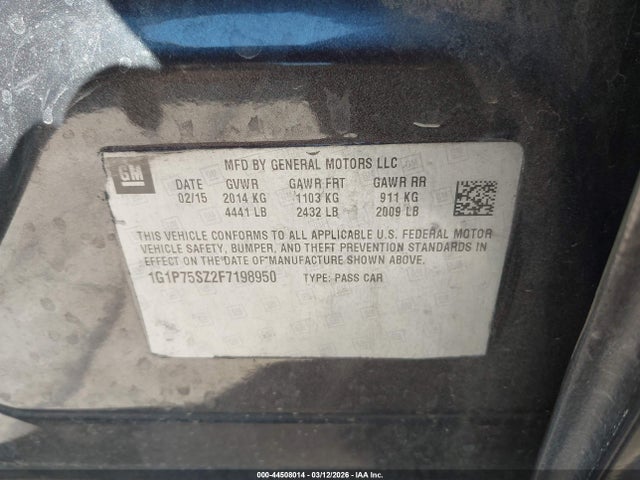 GM
MFD BY GENERAL MOTORS LLC
DATE GVWR GAWR FRT GAWR RR
02/15 2014 KG 1103 KG 911 KG
4441 LB 2432 LB 2009 LB
THIS VEHICLE CONFORMS TO ALL APPLICABLE U.S. FEDERAL MOTOR
VEHICLE SAFETY, BUMPER, AND THEFT PREVENTION STANDARDS IN
EFFECT ON THE DATE OF MANUFACTURE SHOWN ABOVE.
1G1P75SZ2F7198950 TYPE: PASS CAR
000-44508014 - 03/12/2026 - IAA Inc.